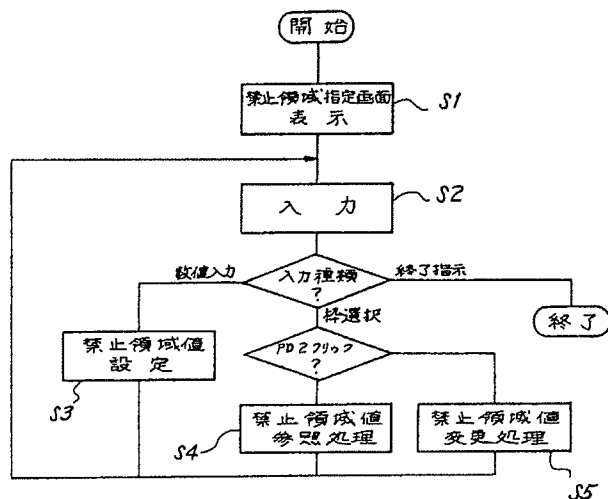 開始
禁止領域指定画面
表示
S1
入力
S2
数値入力
入力種類
?
終了指示
終了
枠選択
禁止領域値
設定
S3
PD2クリック
?
禁止領域値
参照処理
S4
禁止領域値
変更処理
S5